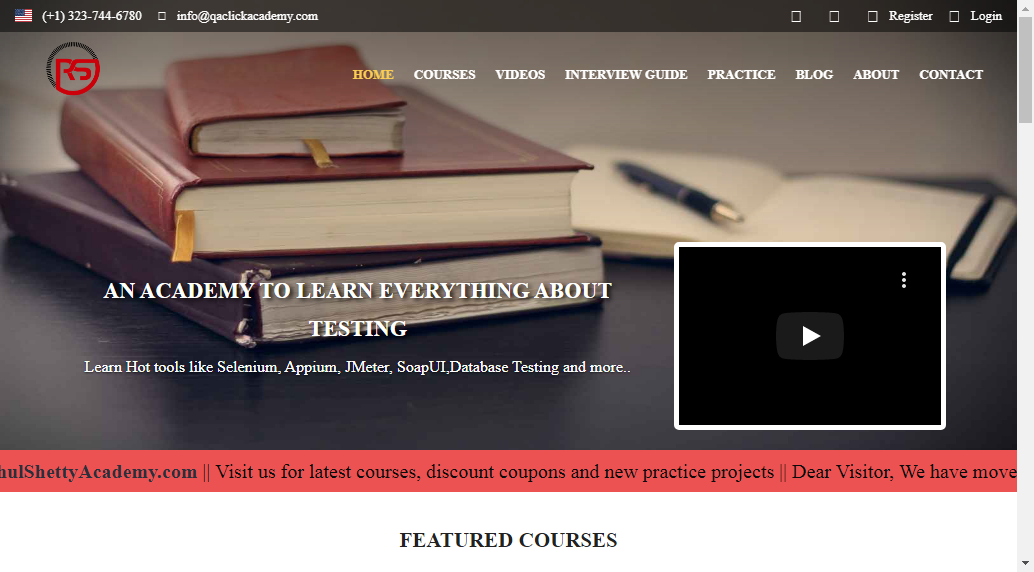 (+1) 323-744-6780 info@qaclickacademy.com Register Login
RS
HOME COURSES VIDEOS INTERVIEW GUIDE PRACTICE BLOG ABOUT CONTACT
AN ACADEMY TO LEARN EVERYTHING ABOUT
TESTING
Learn Hot tools like Selenium, Appium, JMeter, SoapUI,Database Testing and more..
hulShettyAcademy.com || Visit us for latest courses, discount coupons and new practice projects || Dear Visitor, We have move
FEATURED COURSES